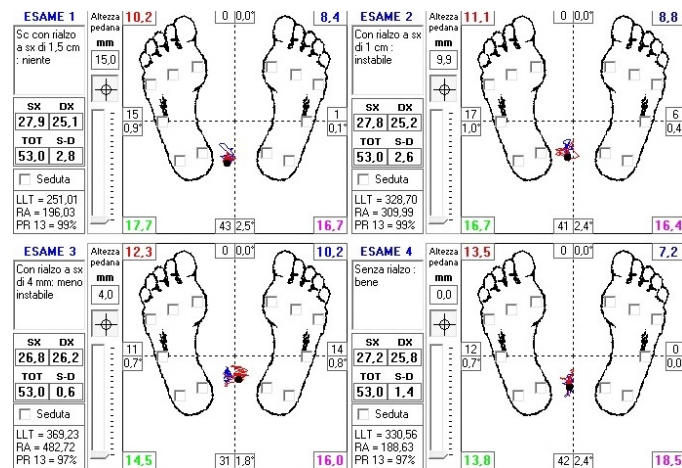 ESAME 1
Sc con rialzo
a sx di 1,5 cm
: niente
Altezza
pedana
mm
15,0
10,2
0 0,0°
8,4
SX DX
27,9 25,1
TOT S-D
53,0 2,8
Seduta
LLT = 251,01
RA = 196,03
PR 13 = 99%
15
0,9°
1
0,1°
17,7
43 2,5°
16,7
ESAME 2
Con rialzo a sx
di 1 cm :
instabile
Altezza
pedana
mm
9,9
11,1
0 0,0°
8,8
SX DX
27,8 25,2
TOT S-D
53,0 2,6
Seduta
LLT = 328,70
RA = 309,99
PR 13 = 99%
17
1,0°
6
0,4
16,7
41 2,4°
16,4
ESAME 3
Con rialzo a sx
di 4 mm: meno
instabile
Altezza
pedana
mm
4,0
12,3
0 0,0°
10,2
SX DX
26,8 26,2
TOT S-D
53,0 0,6
Seduta
LLT = 369,23
RA = 482,72
PR 13 = 97%
11
0,7°
14
0,8°
14,5
31 1,8°
16,0
ESAME 4
Senza rialzo :
bene
Altezza
pedana
mm
0,0
13,5
0 0,0°
7,2
SX DX
27,2 25,8
TOT S-D
53,0 1,4
Seduta
LLT = 330,56
RA = 188,63
PR 13 = 97%
12
0,7°
0
0,0
13,8
42 2,4°
18,5